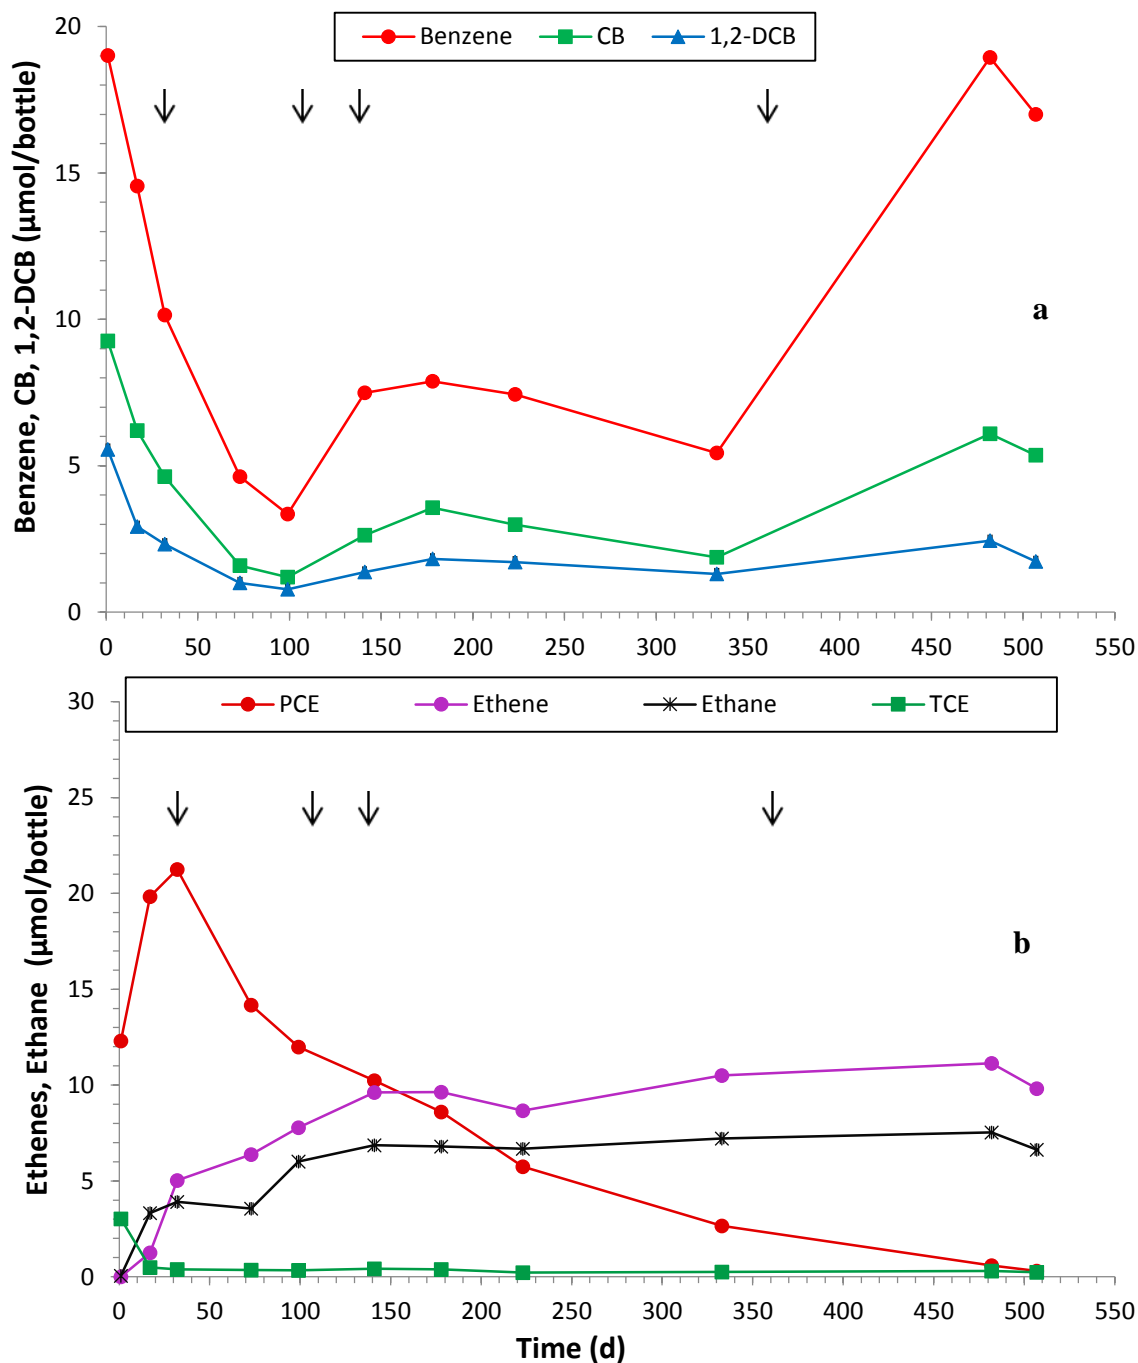 Benzene CB 1,2-DCB
Benzene, CB, 1,2-DCB (µmol/bottle)
20
15
10
5
0
a
0 50 100 150 200 250 300 350 400 450 500 550
PCE Ethene Ethane TCE
Ethenes, Ethane (µmol/bottle)
30
25
20
15
10
5
0
b
0 50 100 150 200 250 300 350 400 450 500 550
Time (d)